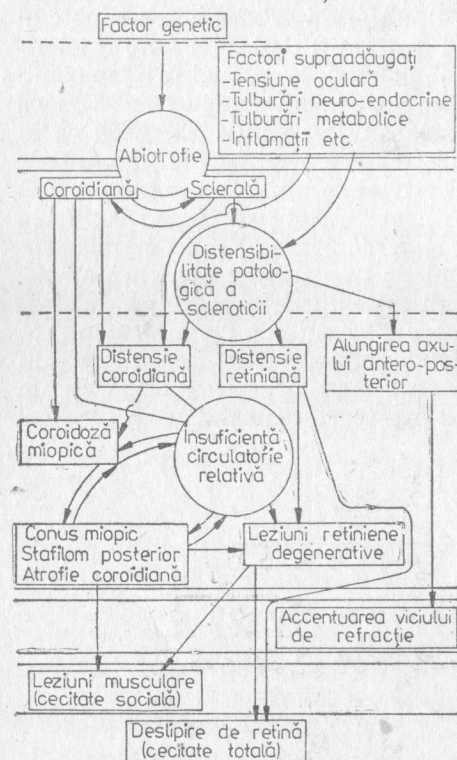 Factor genetic
Factori supraadăugați
-Tensiune oculară
-Tulburări neuro-endocrine
-Tulburări metabolice
-Inflamații etc.
Abiotrofie
Coroidiană
Sclerală
Distensibi-
litate patolo-
gică a
scleroticii
Distensie
coroidiană
Distensie
retiniană
Alungirea axu-
lui antero-pos-
terior
Coroidoză
miopică
Insuficiență
circulatorie
relativă
Conus miopic
Stafilom posterior
Atrofie coroidiană
Leziuni retiniene
degenerative
Accentuarea viciului
de refracție
Leziuni musculare
(cecitate socială)
Deslipire de retină
(cecitate totală)